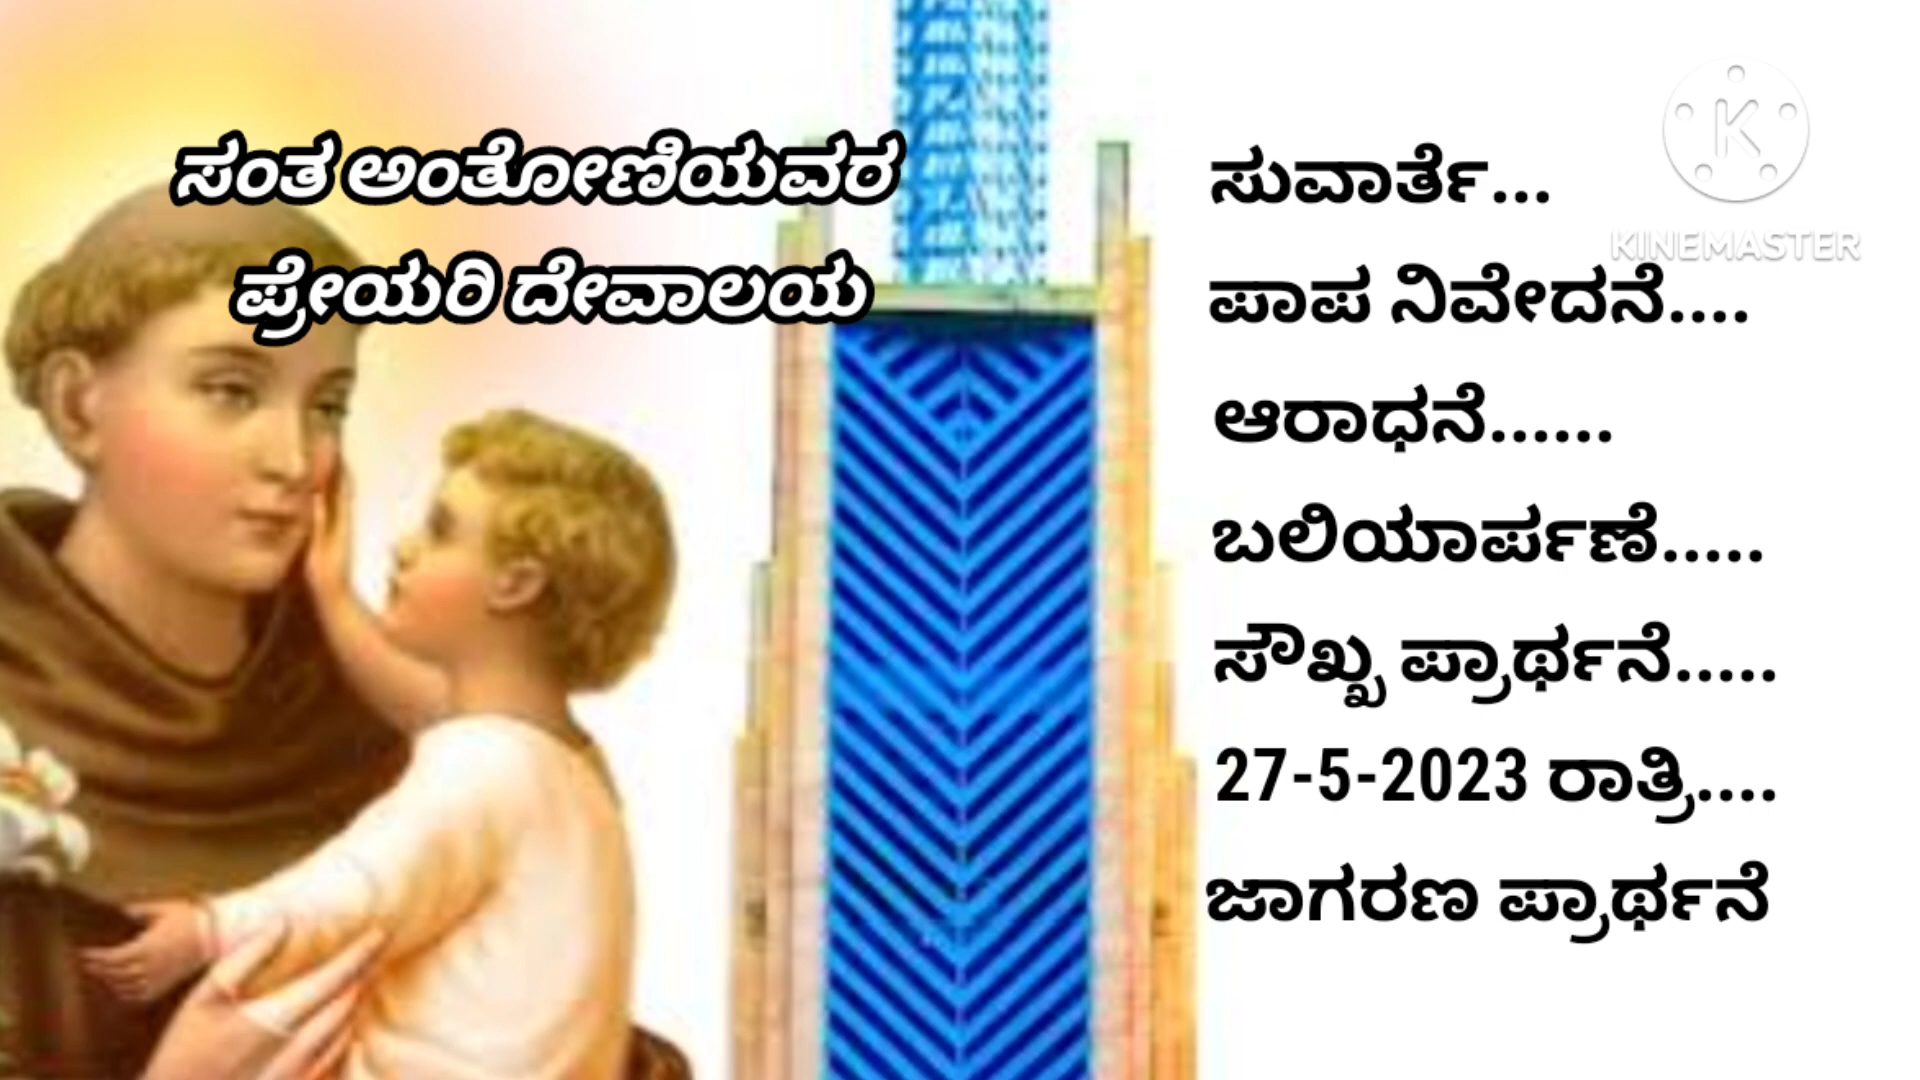 ಸಂತ ಅಂತೋಣಿಯವರ
ಪ್ರೇಯರಿ ದೇವಾಲಯ
ಸುವಾರ್ತೆ...
ಪಾಪ ನಿವೇದನೆ....
ಆರಾಧನೆ......
ಬಲಿಯಾರ್ಪಣೆ.....
ಸೌಖ್ಖ ಪ್ರಾರ್ಥನೆ.....
27-5-2023 ರಾತ್ರಿ....
ಜಾಗರಣ ಪ್ರಾರ್ಥನೆ
K
KINEMASTER